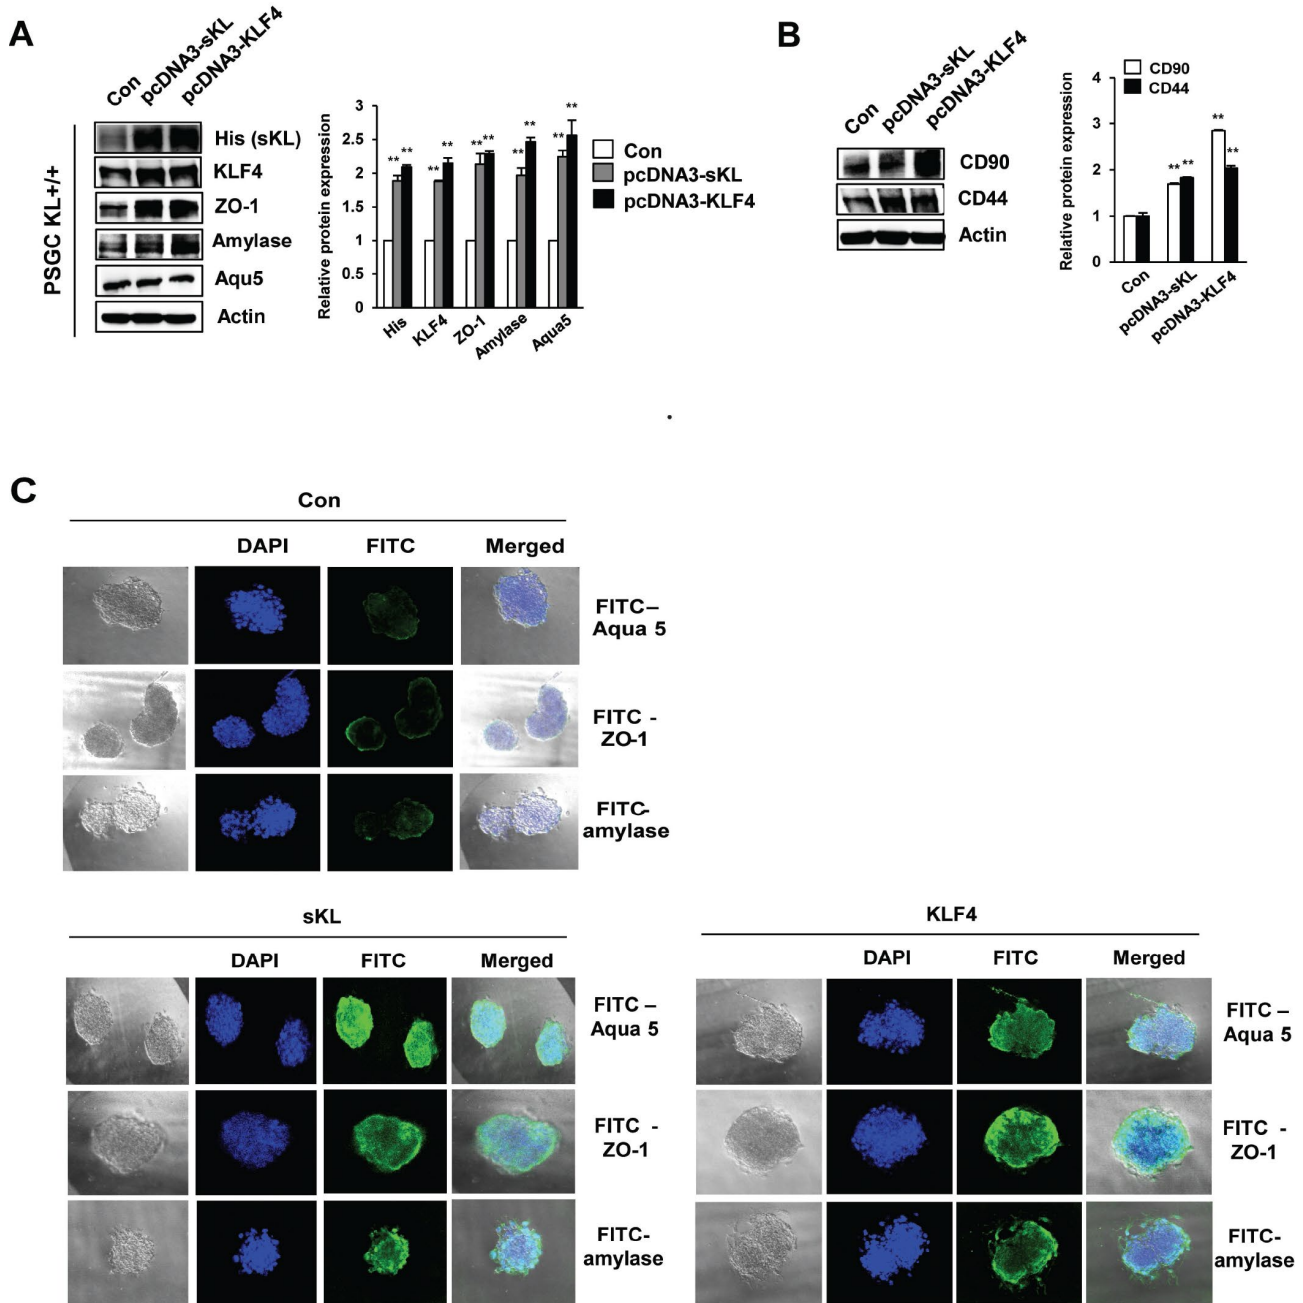 A
Con
pcDNA3-sKL
pcDNA3-KLF4
PSGC KL+/+
His (sKL)
KLF4
ZO-1
Amylase
Aqu5
Actin
Relative protein expression
3
2.5
2
1.5
1
0.5
0
** **
** **
** **
** **
** **
His
KLF4
ZO-1
Amylase
Aqua5
Con
pcDNA3-sKL
pcDNA3-KLF4
B
Con
pcDNA3-sKL
pcDNA3-KLF4
CD90
CD44
Actin
Relative protein expression
4
3
2
1
0
CD90
CD44
** **
** **
Con
pcDNA3-sKL
pcDNA3-KLF4
C
Con
DAPI FITC Merged
FITC–
Aqua 5
FITC -
ZO-1
FITC-
amylase
sKL
DAPI FITC Merged
FITC –
Aqua 5
FITC -
ZO-1
FITC-
amylase
KLF4
DAPI FITC Merged
FITC –
Aqua 5
FITC -
ZO-1
FITC-
amylase